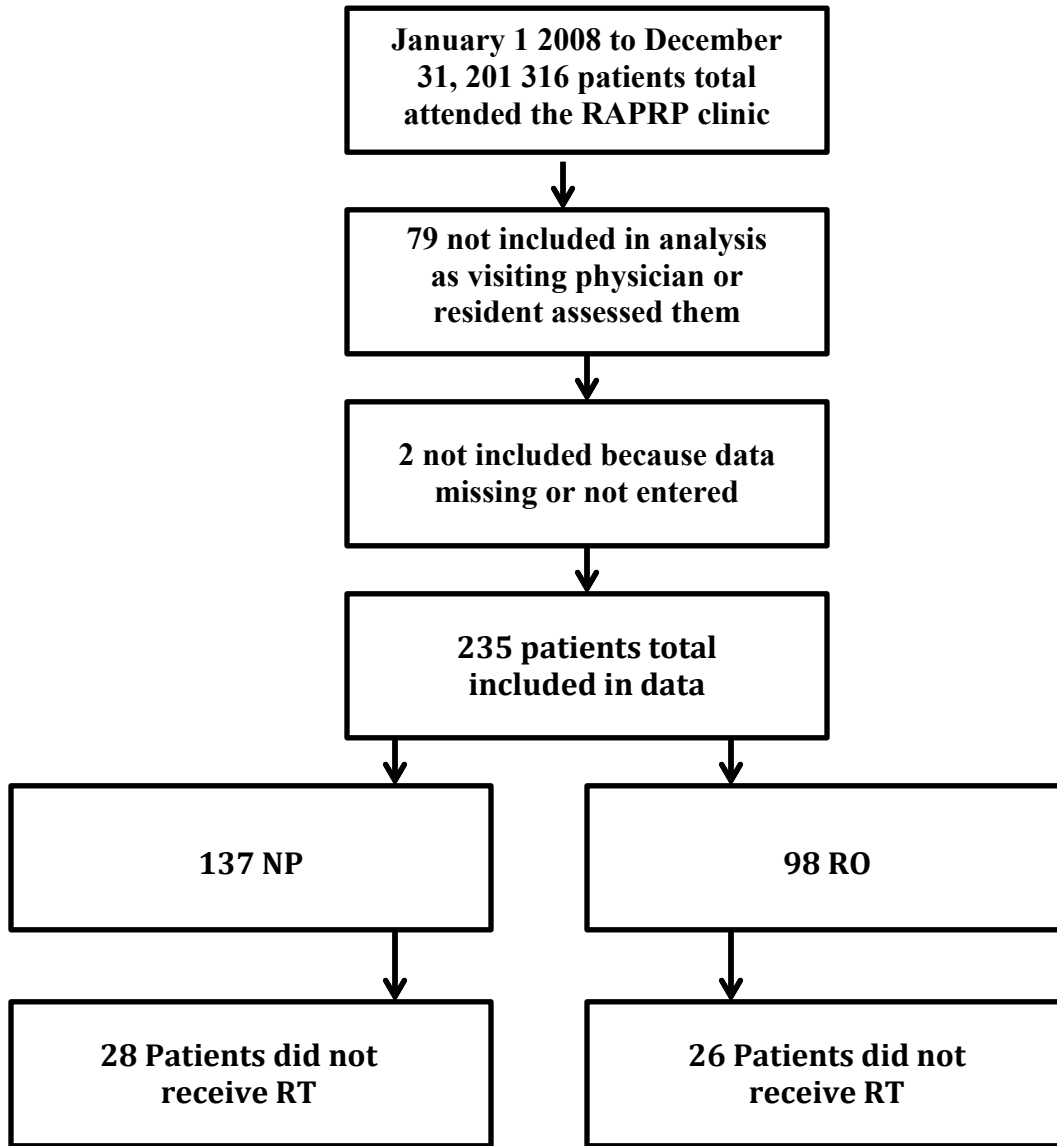 January 1 2008 to December
31, 201 316 patients total
attended the RAPRP clinic
79 not included in analysis
as visiting physician or
resident assessed them
2 not included because data
missing or not entered
235 patients total
included in data
137 NP
98 RO
28 Patients did not
receive RT
26 Patients did not
receive RT